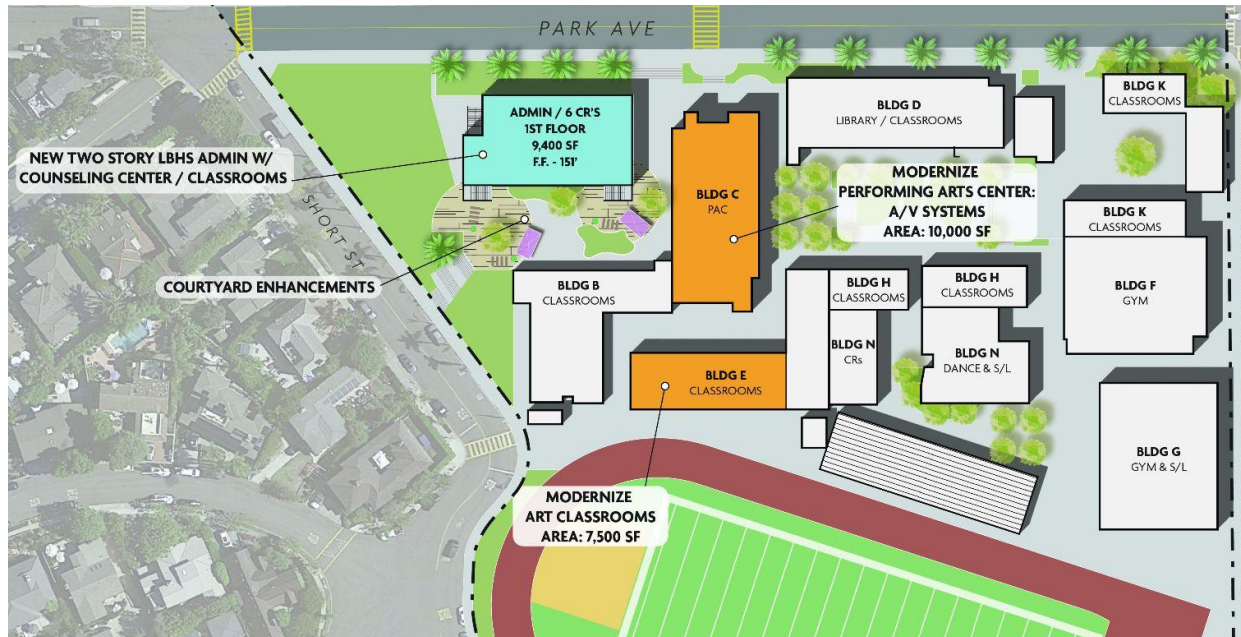 PARK AVE
ADMIN / 6 CR'S
1ST FLOOR
9,400 SF
F.F. - 151'
NEW TWO STORY LBHS ADMIN W/
COUNSELING CENTER / CLASSROOMS
SHORT ST
COURTYARD ENHANCEMENTS
BLDG C
PAC
BLDG D
LIBRARY / CLASSROOMS
MODERNIZE
PERFORMING ARTS CENTER:
A/V SYSTEMS
AREA: 10,000 SF
BLDG K
CLASSROOMS
BLDG K
CLASSROOMS
BLDG F
GYM
BLDG B
CLASSROOMS
BLDG H
CLASSROOMS
BLDG H
CLASSROOMS
BLDG N
CRs
BLDG N
DANCE & S/L
BLDG E
CLASSROOMS
BLDG G
GYM & S/L
MODERNIZE
ART CLASSROOMS
AREA: 7,500 SF